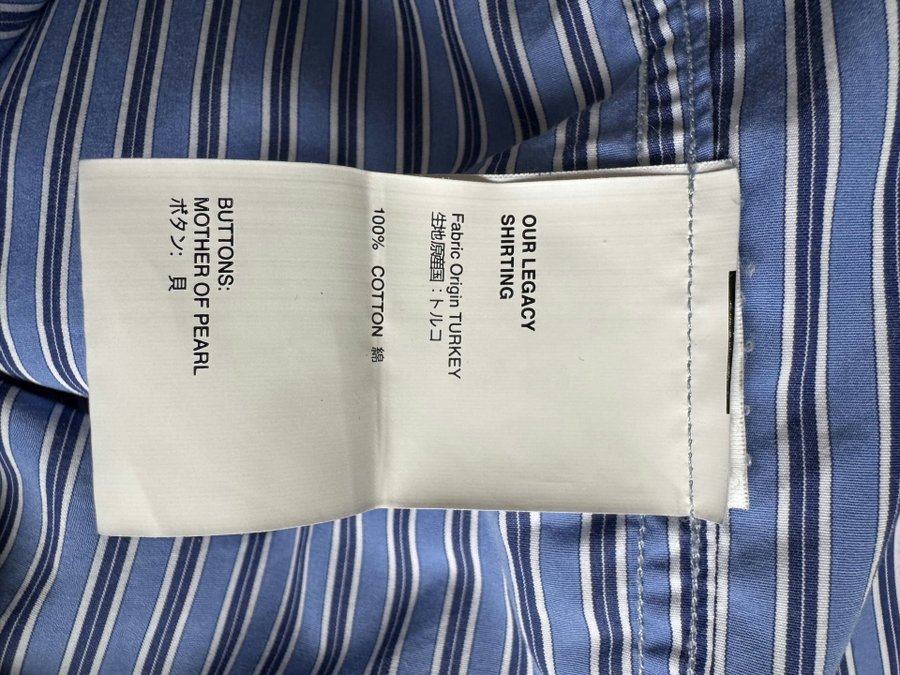 OUR LEGACY
SHIRTING
Fabric Origin TURKEY
生地原産国：トルコ
100% COTTON 綿
BUTTONS:
MOTHER OF PEARL
ボタン: 貝